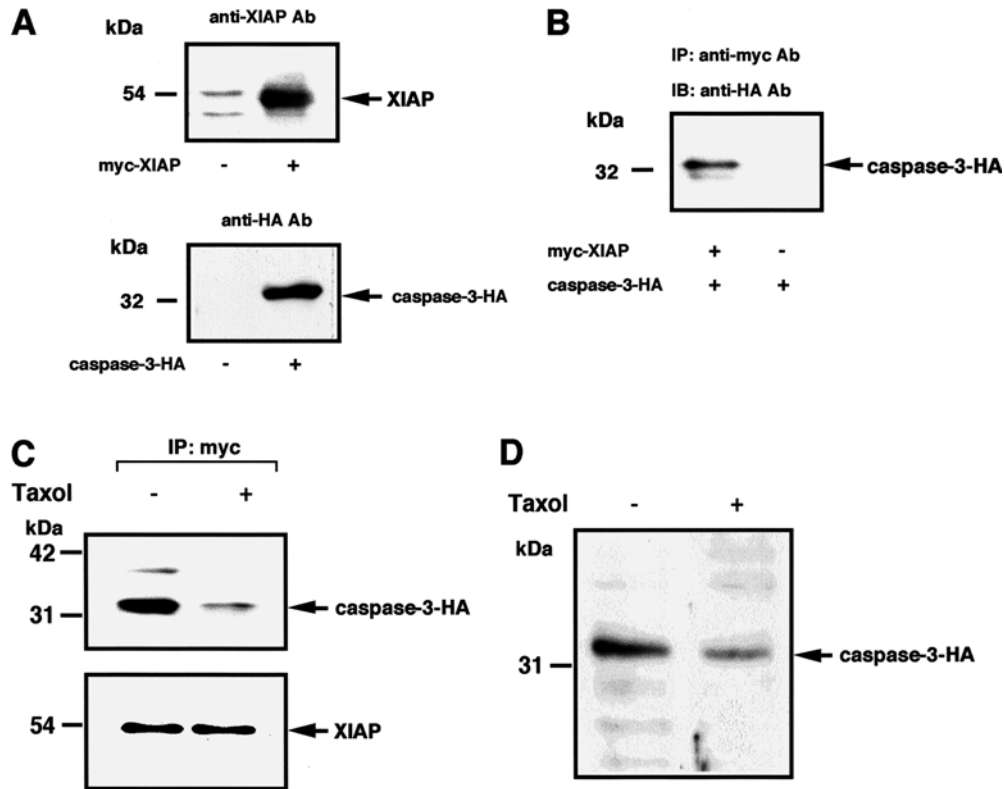 A
anti-XIAP Ab
kDa
54
XIAP
myc-XIAP - +
anti-HA Ab
kDa
32
caspase-3-HA
caspase-3-HA - +
B
IP: anti-myc Ab
IB: anti-HA Ab
kDa
32
caspase-3-HA
myc-XIAP + -
caspase-3-HA + +
C
IP: myc
Taxol - +
kDa
42
31
caspase-3-HA
54
XIAP
D
Taxol - +
kDa
31
caspase-3-HA